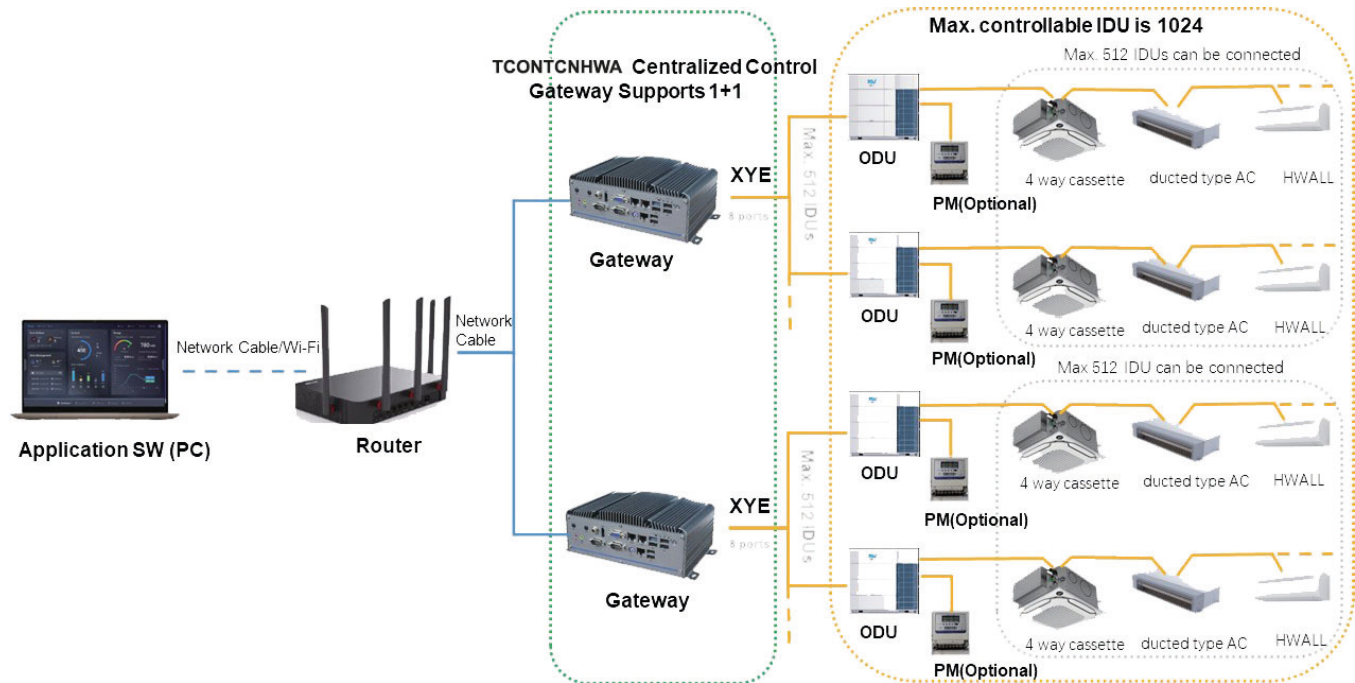 Max. controllable IDU is 1024
Max. 512 IDUs can be connected
TCONTCNHWA Centralized Control
Gateway Supports 1+1
XYE
8 ports
Max. 512 IDUs
Gateway
ODU
PM(Optional)
4 way cassette
ducted type AC
HWALL
ODU
PM(Optional)
4 way cassette
ducted type AC
HWALL
Network Cable/Wi-Fi
Network
Cable
Application SW (PC)
Router
Max 512 IDU can be connected
XYE
8 ports
Max. 512 IDUs
Gateway
ODU
PM(Optional)
4 way cassette
ducted type AC
HWALL
ODU
PM(Optional)
4 way cassette
ducted type AC
HWALL